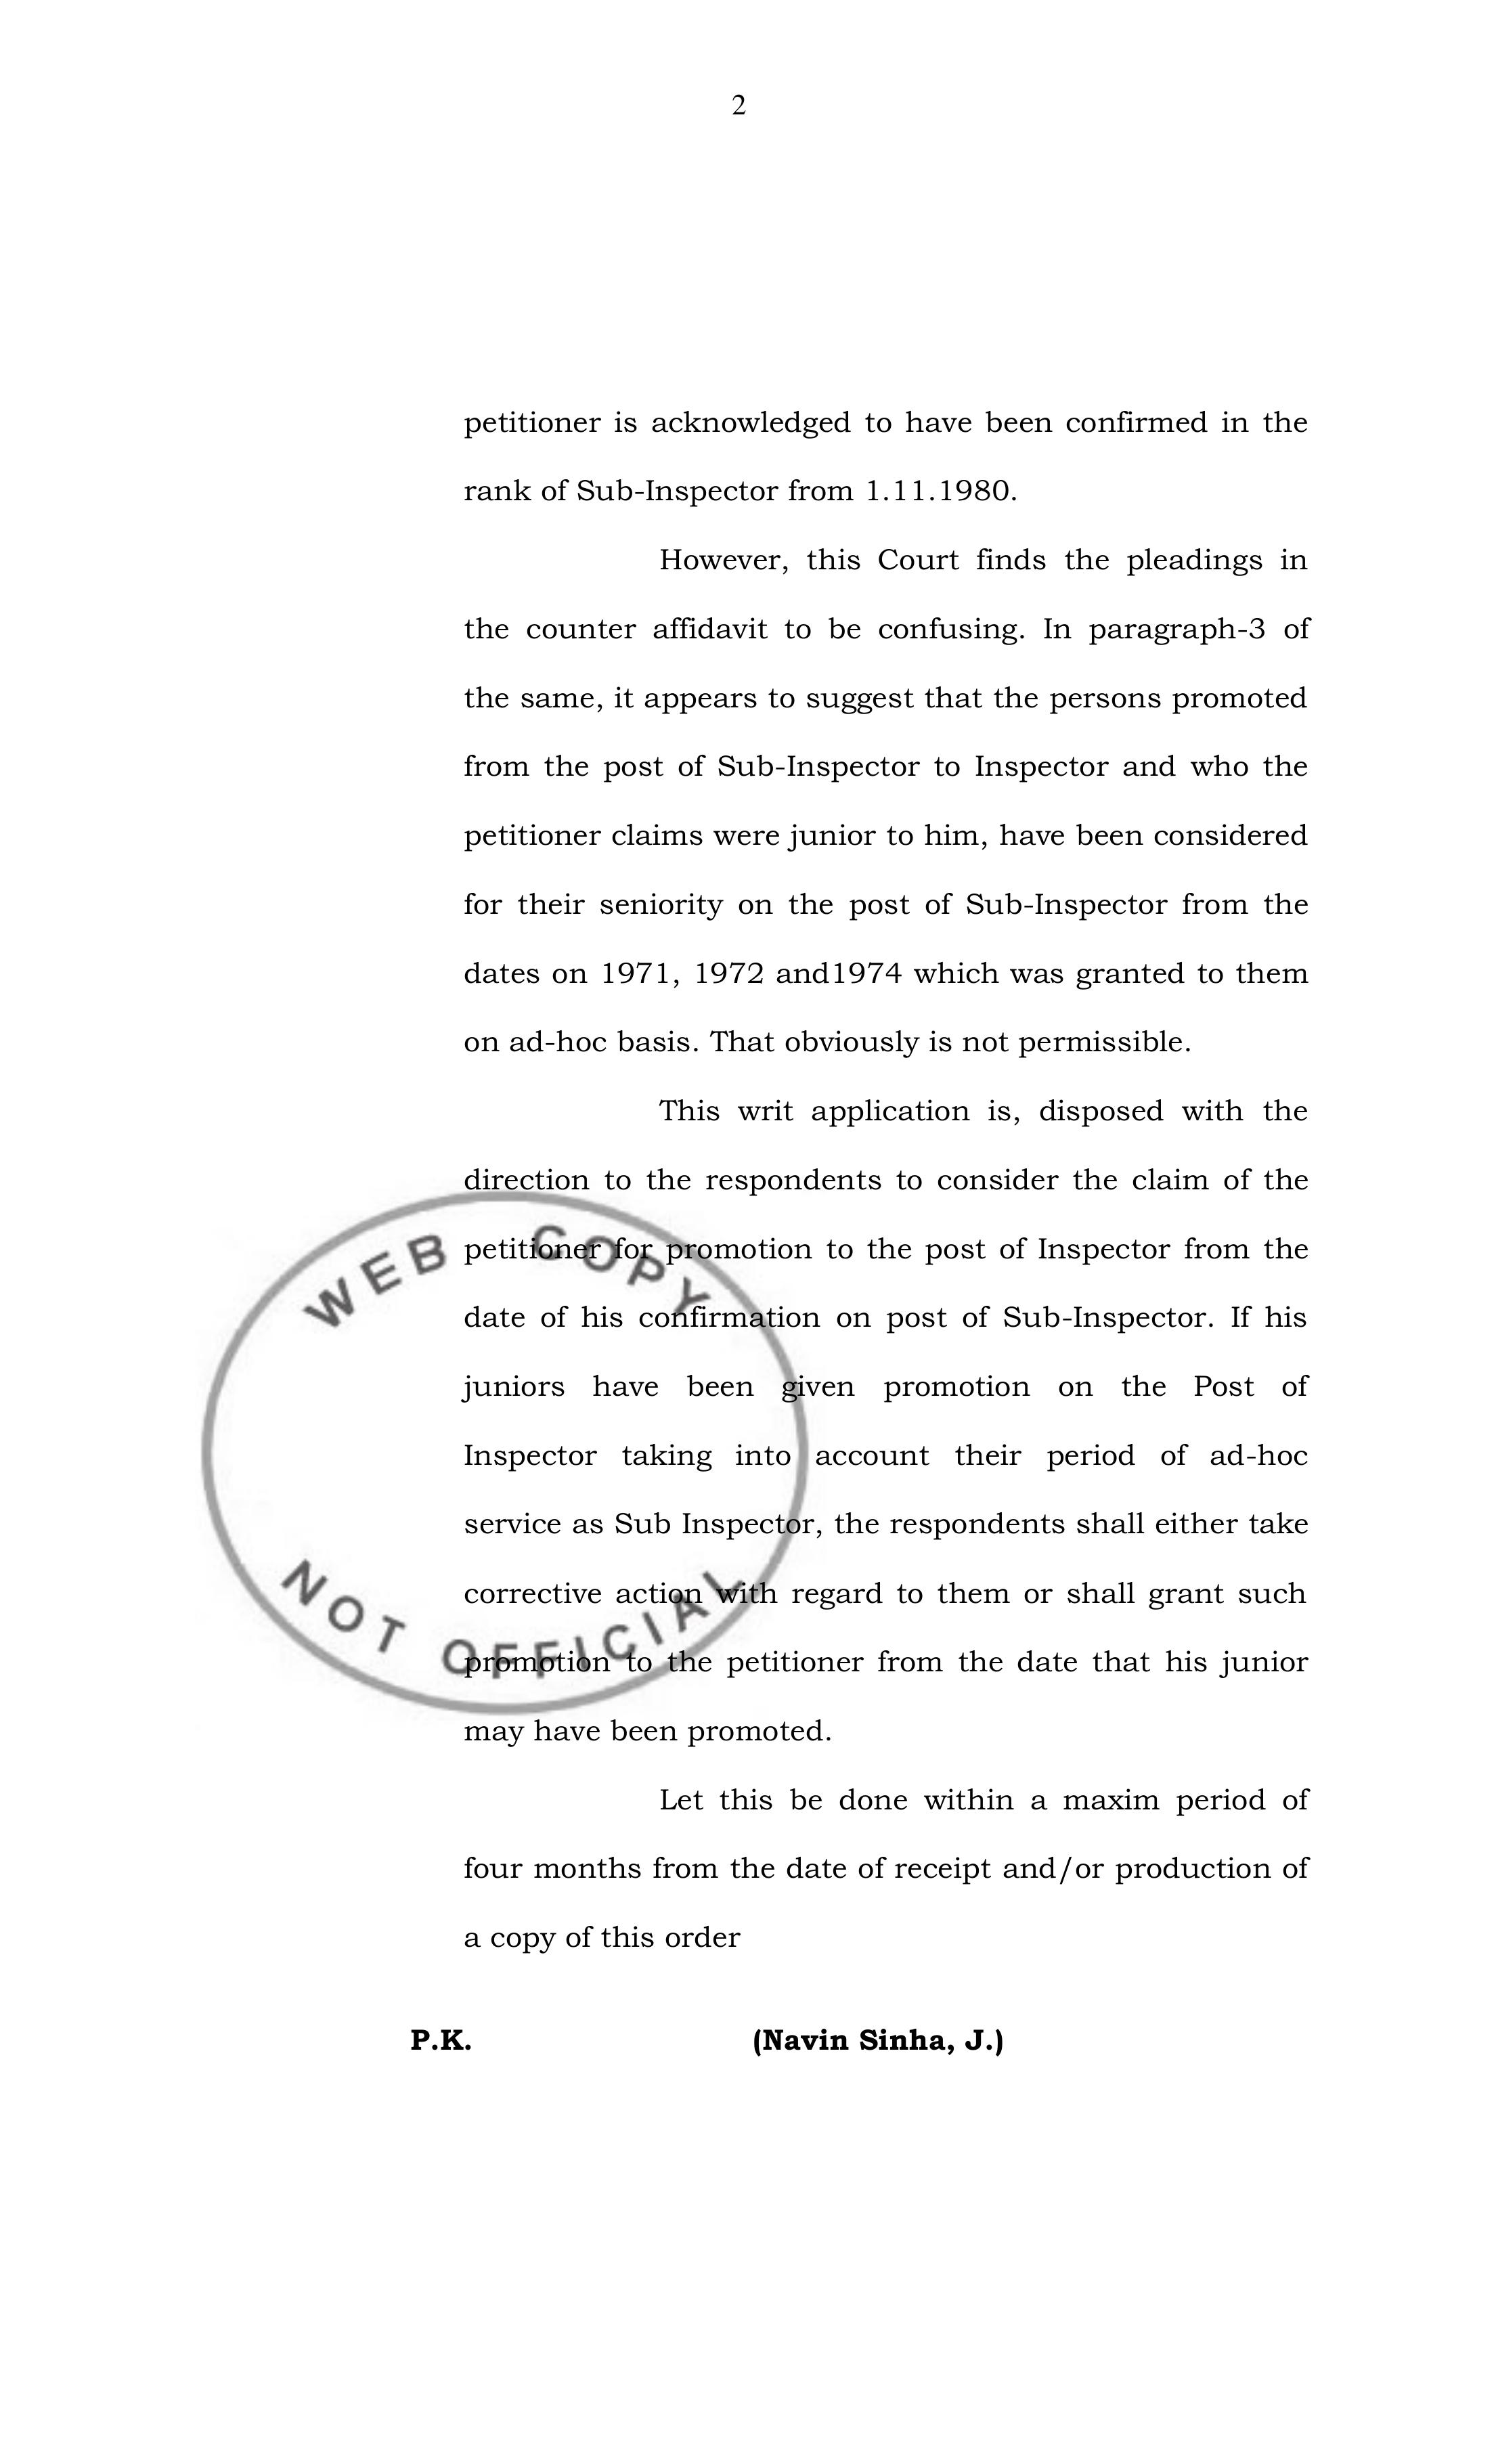 2
petitioner is acknowledged to have been confirmed in the
rank of Sub-Inspector from 1.11.1980.
However, this Court finds the pleadings in
the counter affidavit to be confusing. In paragraph-3 of
the same, it appears to suggest that the persons promoted
from the post of Sub-Inspector to Inspector and who the
petitioner claims were junior to him, have been considered
for their seniority on the post of Sub-Inspector from the
dates on 1971, 1972 and1974 which was granted to them
on ad-hoc basis. That obviously is not permissible.
This writ application is, disposed with the
direction to the respondents to consider the claim of the
petitioner for promotion to the post of Inspector from the
date of his confirmation on post of Sub-Inspector. If his
juniors have been given promotion on the Post of
Inspector taking into account their period of ad-hoc
service as Sub Inspector, the respondents shall either take
corrective action with regard to them or shall grant such
promotion to the petitioner from the date that his junior
may have been promoted.
Let this be done within a maxim period of
four months from the date of receipt and/or production of
a copy of this order
P.K. (Navin Sinha, J.)
WEB COPY
NOT OFFICIAL